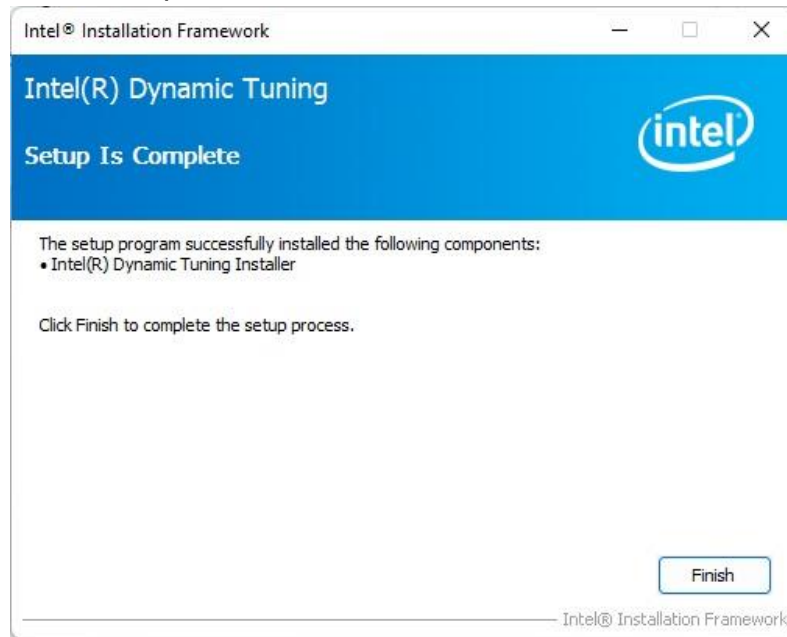 Intel® Installation Framework
Intel(R) Dynamic Tuning
Setup Is Complete
intel
The setup program successfully installed the following components:
• Intel(R) Dynamic Tuning Installer
Click Finish to complete the setup process.
Finish
Intel® Installation Framework